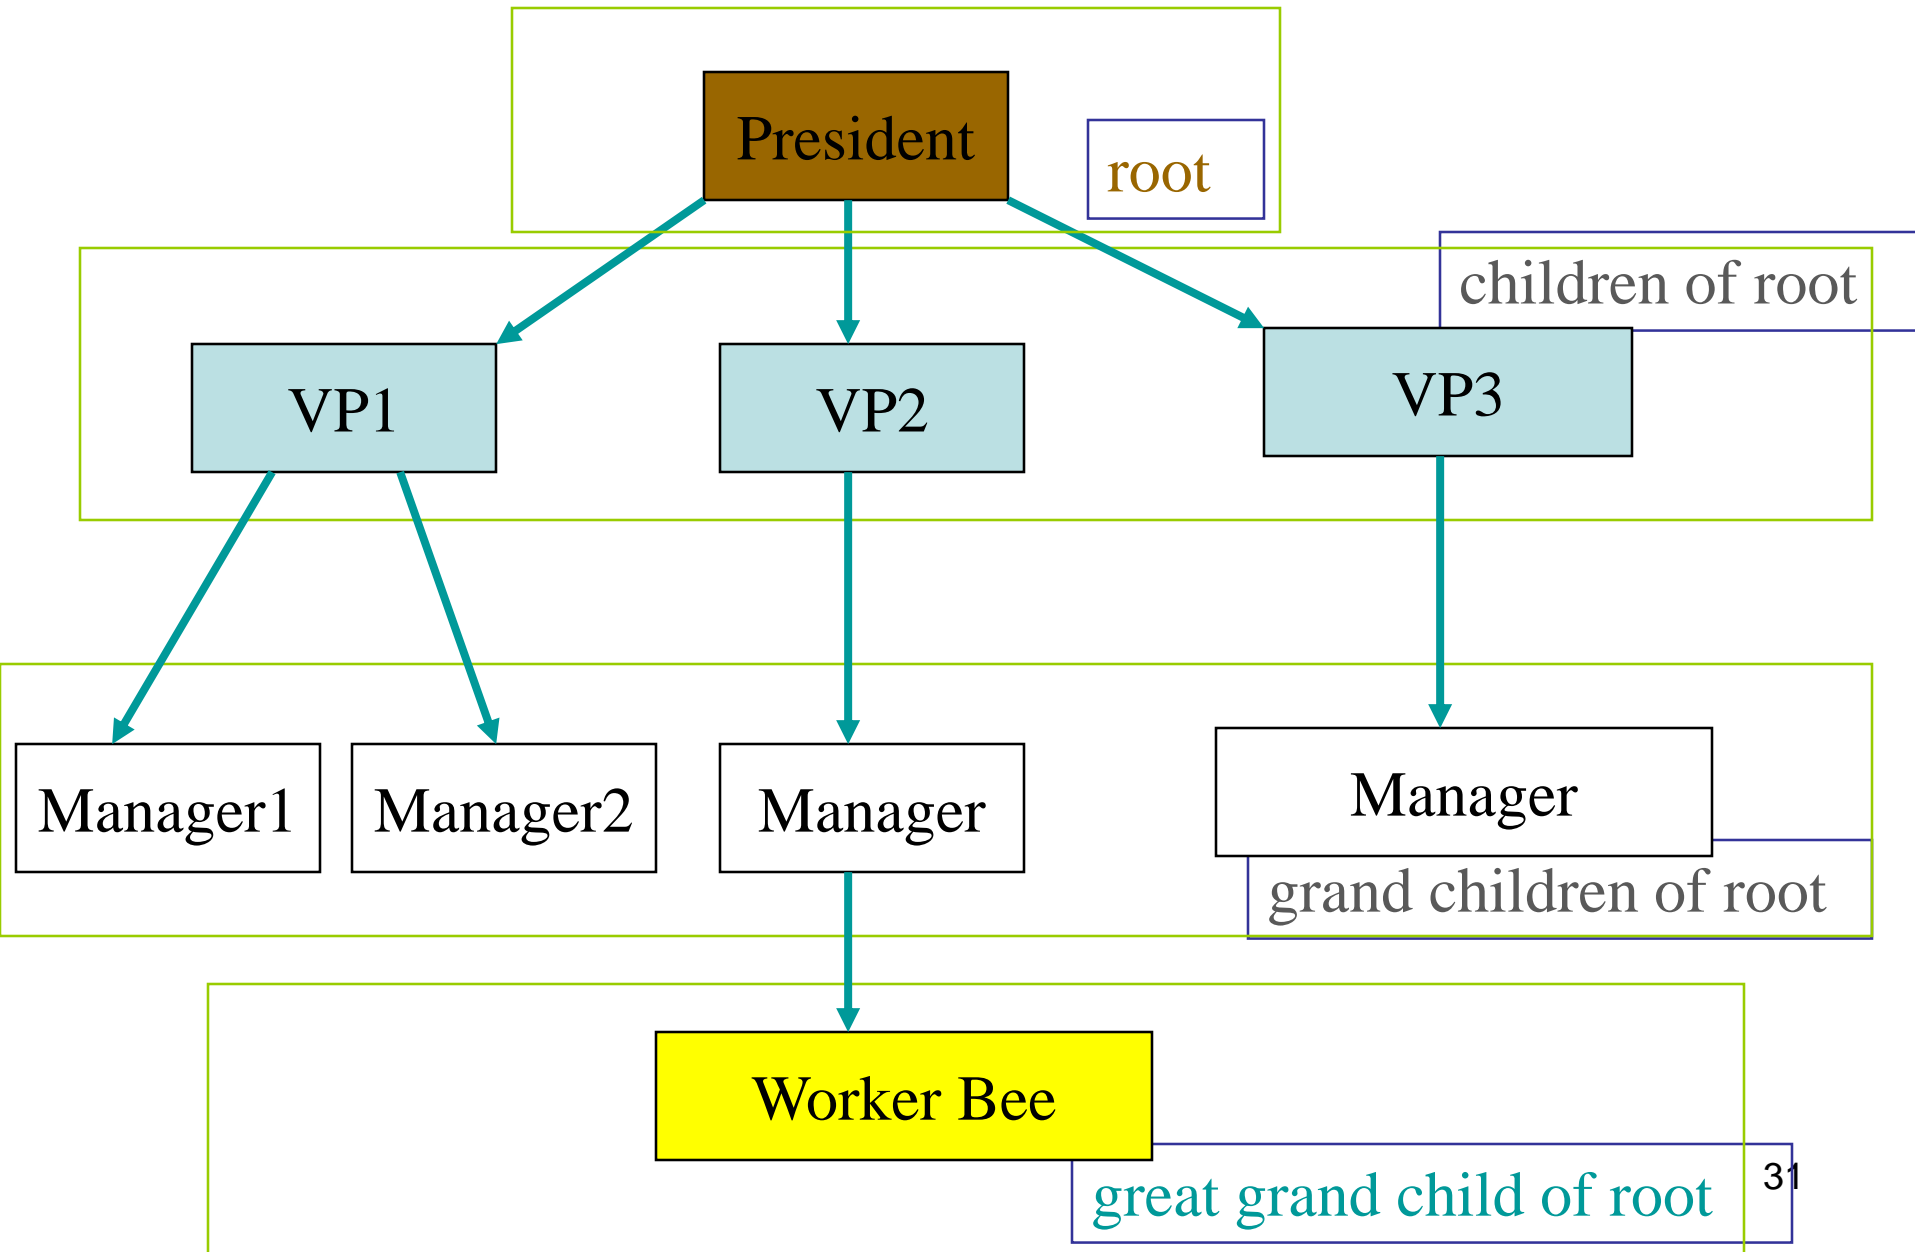 President
root
children of root
VP1
VP2
VP3
Manager1
Manager2
Manager
Manager
grand children of root
Worker Bee
great grand child of root
31